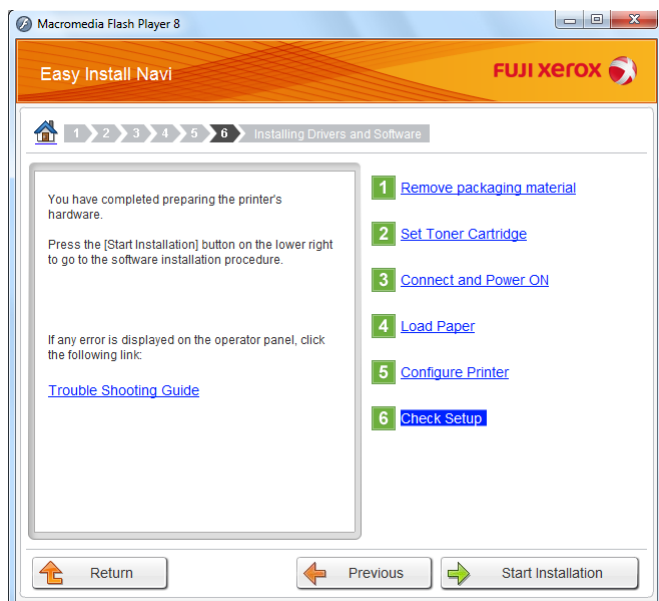 Macromedia Flash Player 8
Easy Install Navi
FUJI xerox
1 2 3 4 5 6 Installing Drivers and Software
You have completed preparing the printer's
hardware.
Press the [Start Installation] button on the lower right
to go to the software installation procedure.
If any error is displayed on the operator panel, click
the following link:
Trouble Shooting Guide
1 Remove packaging material
2 Set Toner Cartridge
3 Connect and Power ON
4 Load Paper
5 Configure Printer
6 Check Setup
Return
Previous
Start Installation